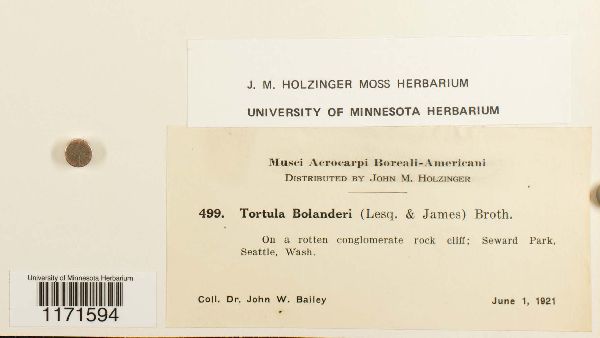 J. M. HOLZINGER MOSS HERBARIUM
UNIVERSITY OF MINNESOTA HERBARIUM
Musci Acrocarpi Boreali-Americani
DISTRIBUTED BY JOHN M. HOLZINGER
499. Tortula Bolanderi (Lesq. & James) Broth.
On a rotten conglomerate rock cliff; Seward Park,
Seattle, Wash.
Coll. Dr. John W. Bailey June 1, 1921
University of Minnesota Herbarium
1171594